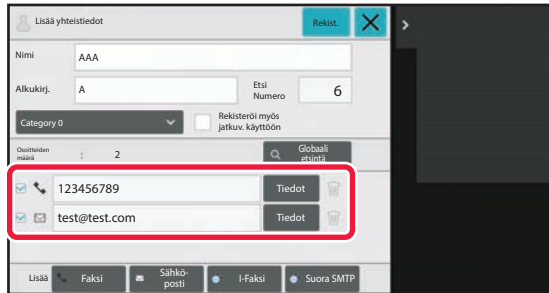 Lisää yhteistiedot
Rekist.
Nimi
AAA
Alkukirj.
A
Etsi
Numero
6
Category 0
Rekisteröi myös
jatkuv. käyttöön
Osoitteiden
määrä
:
2
Globaali
etsintä
123456789
Tiedot
test@test.com
Tiedot
Lisää
Faksi
Sähkö-
posti
I-Faksi
Suora SMTP